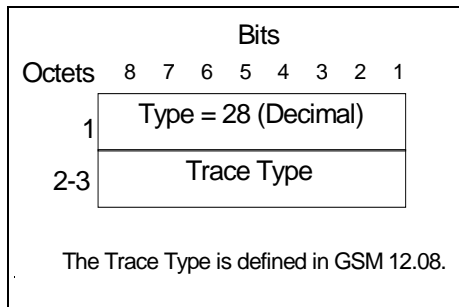 Bits
Octets 8 7 6 5 4 3 2 1
1 Type = 28 (Decimal)
2-3 Trace Type
The Trace Type is defined in GSM 12.08.